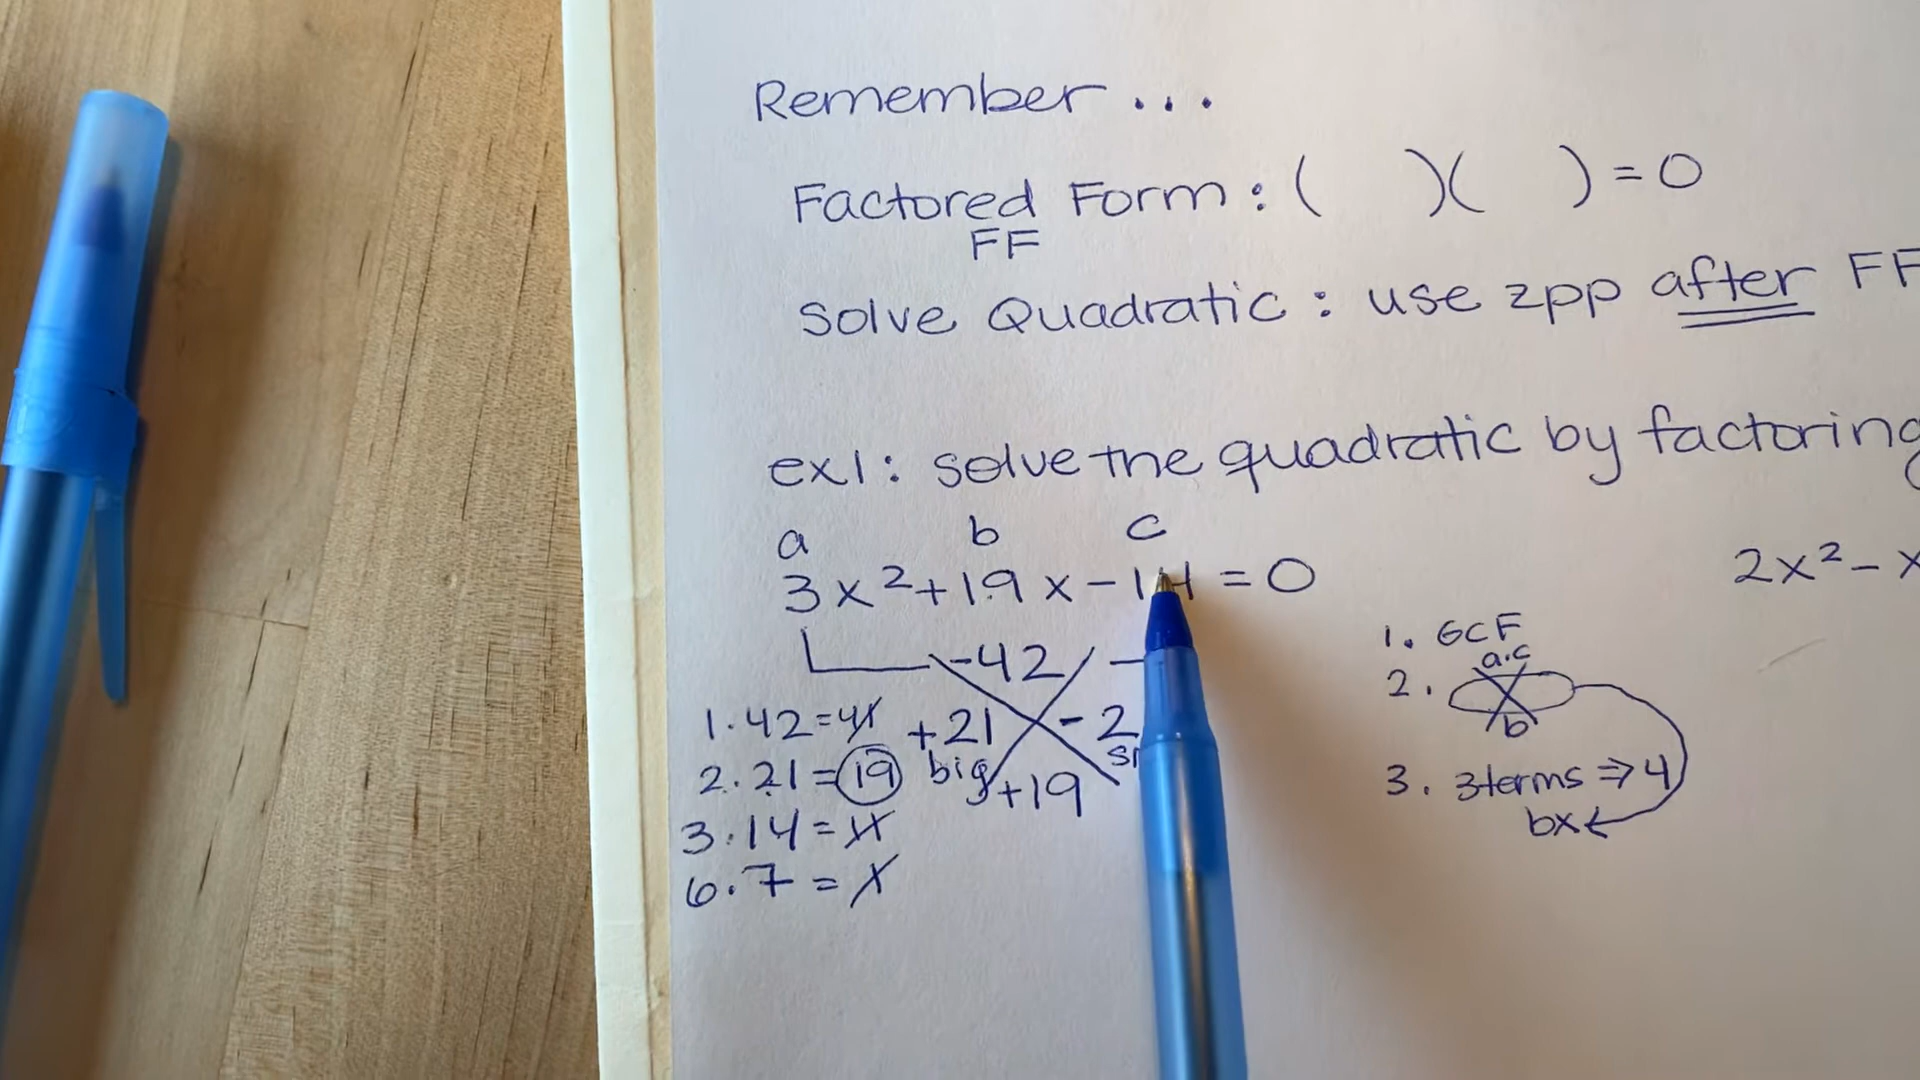 Remember ...
Factored Form : ( )( ) = 0
FF
Solve Quadratic : use zpp after FF
ex1: solve the quadratic by factoring
a b c
3x²+19x-14=0
2x²-x
-42
+21 -2
big
+19
1.42=41
2.21=19
3.14=11
6.7=1
1. GCF
2. a.c
b
3. 3terms ⇒ 4
bx